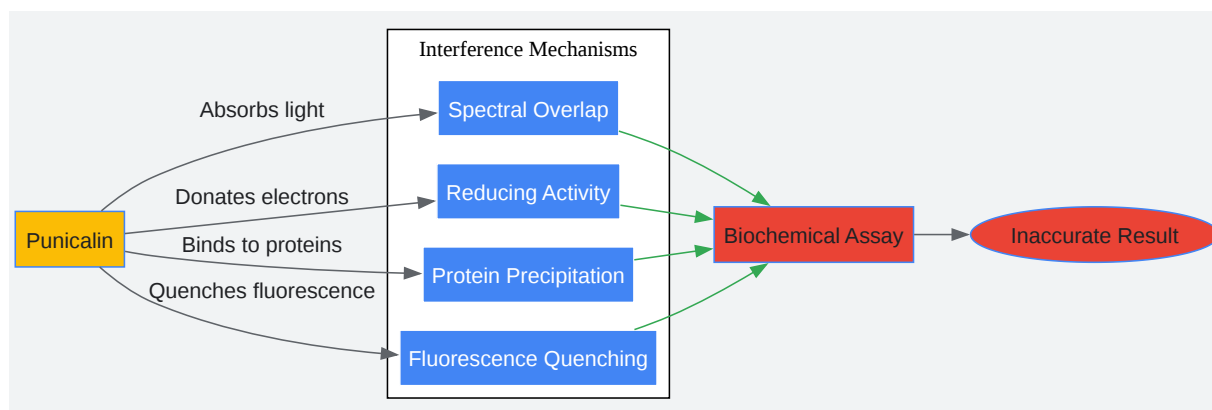 Interference Mechanisms
Absorbs light
Spectral Overlap
Donates electrons
Reducing Activity
Punicalin
Binds to proteins
Biochemical Assay
Inaccurate Result
Protein Precipitation
Quenches fluorescence
Fluorescence Quenching